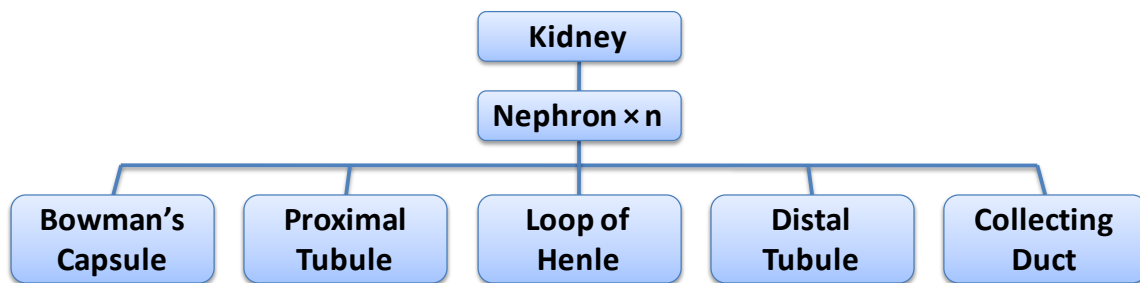 Kidney
Nephron × n
Bowman’s
Capsule
Proximal
Tubule
Loop of
Henle
Distal
Tubule
Collecting
Duct